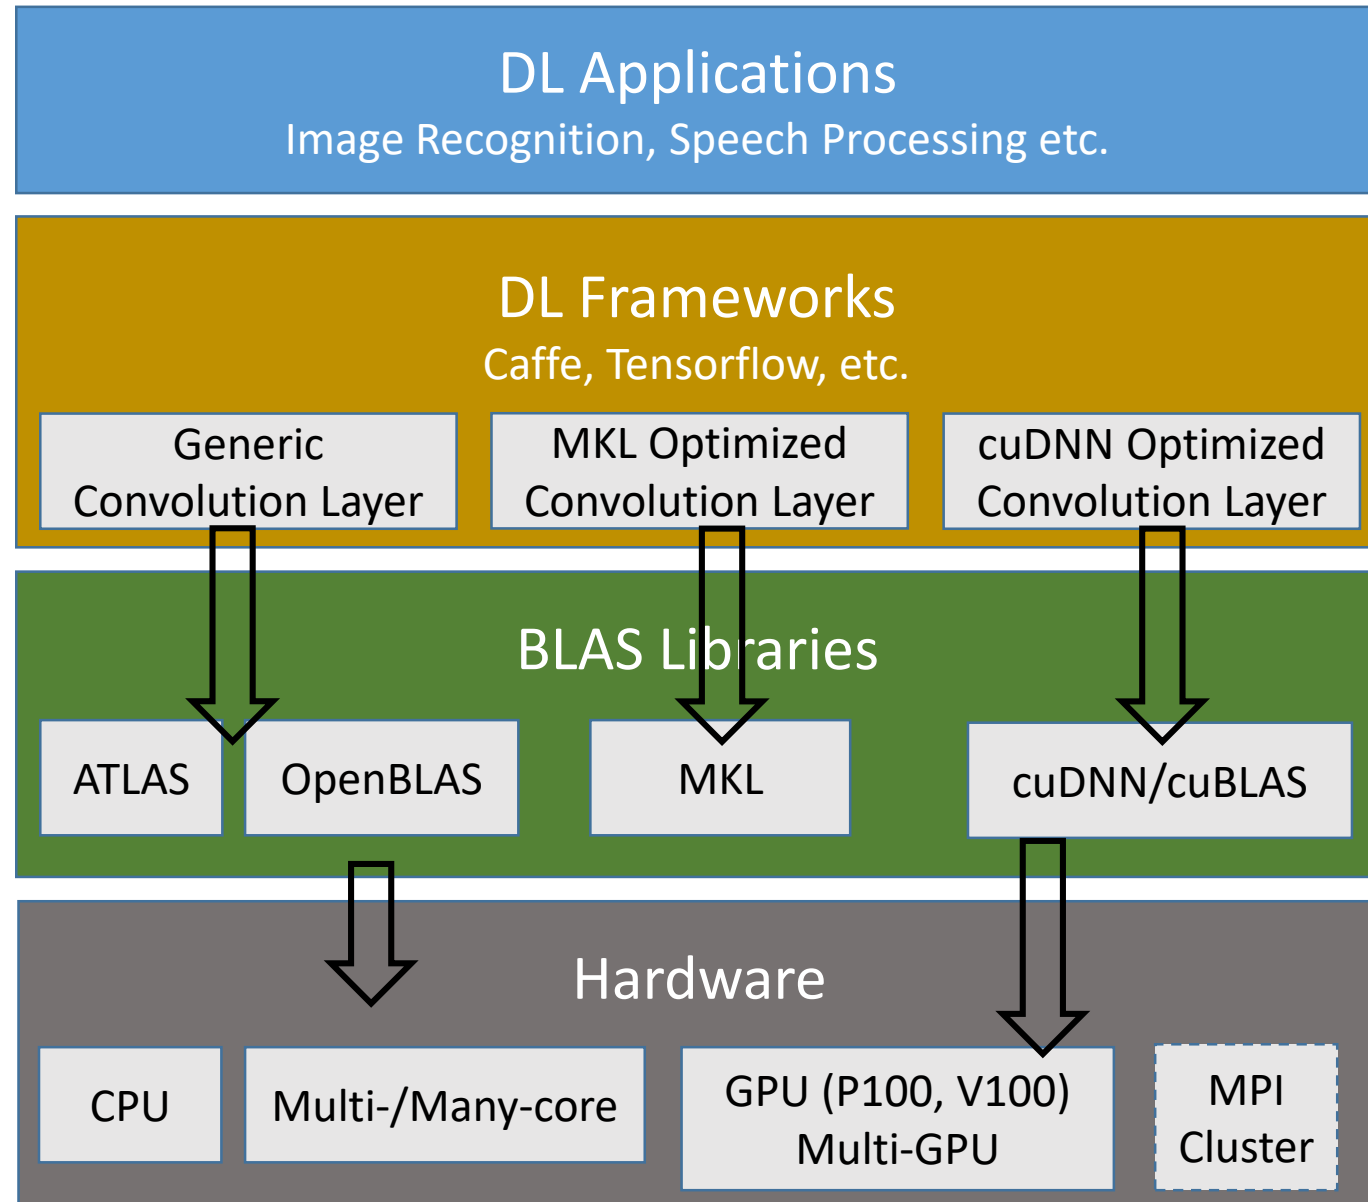 DL Applications
Image Recognition, Speech Processing etc.
DL Frameworks
Caffe, Tensorflow, etc.
Generic
Convolution Layer
MKL Optimized
Convolution Layer
cuDNN Optimized
Convolution Layer
BLAS Libraries
ATLAS
OpenBLAS
MKL
cuDNN/cuBLAS
Hardware
CPU
Multi-/Many-core
GPU (P100, V100)
Multi-GPU
MPI
Cluster